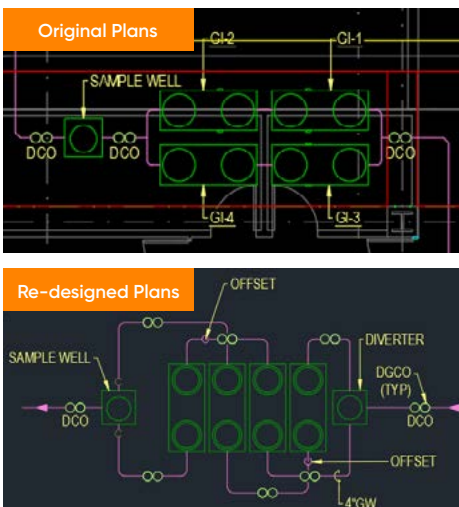 Original Plans
GI-2
GI-1
SAMPLE WELL
DCO
DCO
DCO
GI-4
GI-3
Re-designed Plans
OFFSET
DIVERTER
SAMPLE WELL
DGCO
(TYP)
DCO
DCO
OFFSET
4"GW